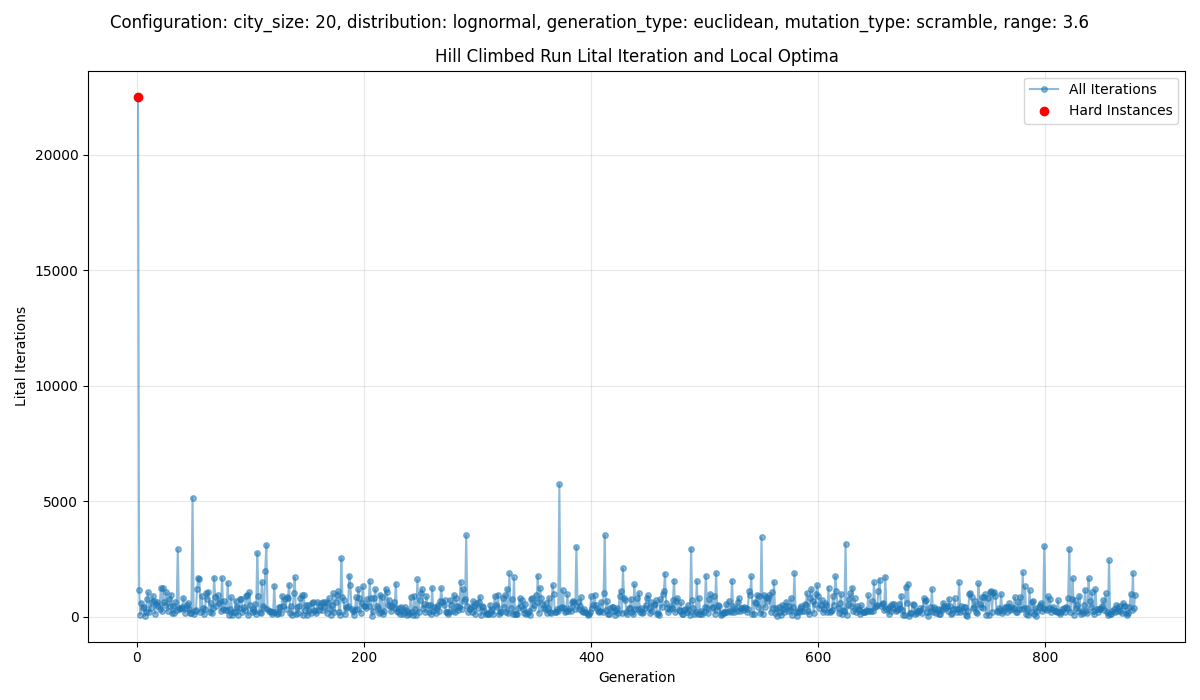 Configuration: city_size: 20, distribution: lognormal, generation_type: euclidean, mutation_type: scramble, range: 3.6
Hill Climbed Run Lital Iteration and Local Optima
All Iterations
Hard Instances
Lital Iterations
20000
15000
10000
5000
0
0 200 400 600 800
Generation